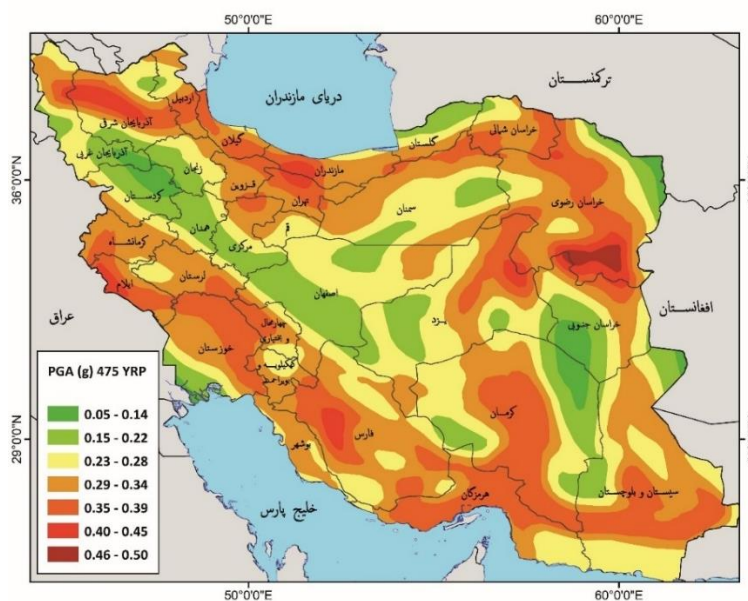 50°0'0"E
60°0'0"E
ترکمنستان
دریای مازندران
اردبیل
آذربایجان شرقی
گیلان
گلستان
خراسان شمالی
آذربایجان غربی
زنجان
مازندران
36°0'0"N
قزوین
تهران
سمنان
خراسان رضوی
کردستان
همدان
ق
مرکزی
کرمانشاه
لرستان
ایلام
اصفهان
عراق
یزد
خراسان جنوبی
افغانستان
چهارمحال
و بختیاری
خوزستان
کهگیلویه و
بویراحمد
PGA (g) 475 YRP
0.05 - 0.14
0.15 - 0.22
0.23 - 0.28
0.29 - 0.34
0.35 - 0.39
0.40 - 0.45
0.46 - 0.50
کرمان
فارس
29°0'0"N
بوشهر
هرمزگان
سیستان و بلوچستان
خلیج پارس
50°0'0"E
60°0'0"E